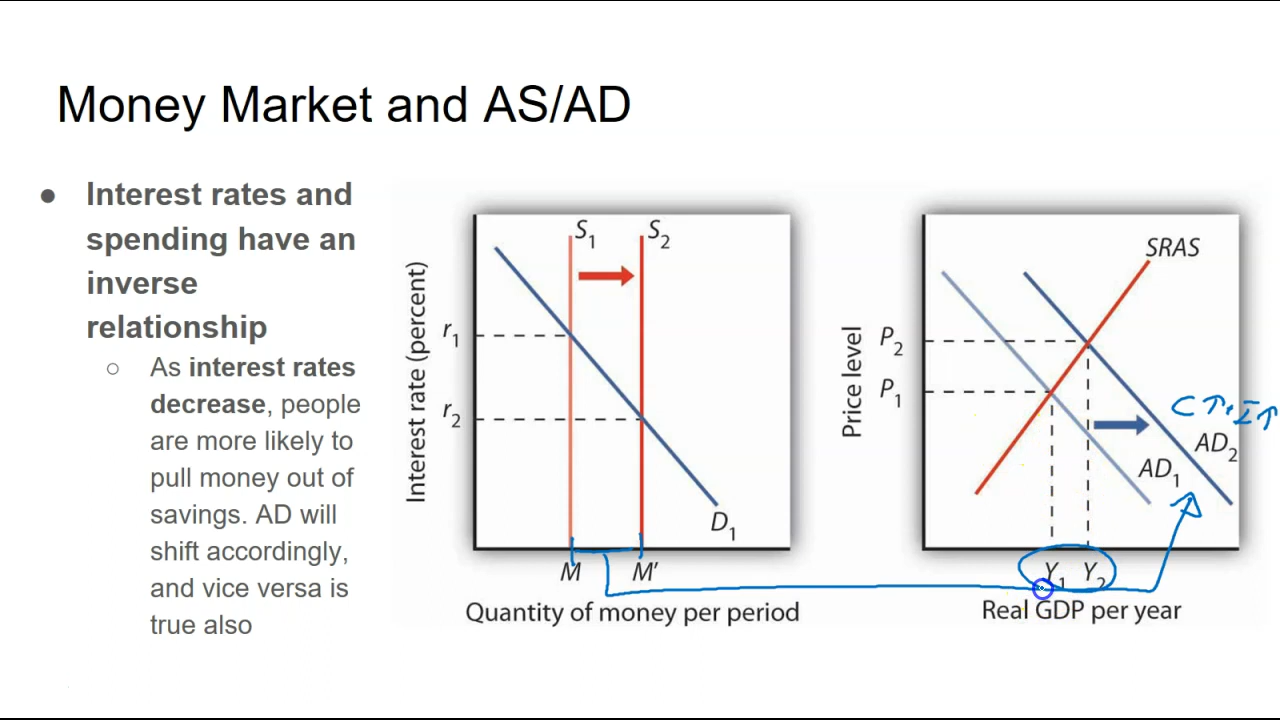 Money Market and AS/AD
● Interest rates and
spending have an
inverse
relationship
○ As interest rates
decrease, people
are more likely to
pull money out of
savings. AD will
shift accordingly,
and vice versa is
true also
Interest rate (percent)
S1
S2
r1
r2
D1
M
M'
Quantity of money per period
Price level
SRAS
P2
P1
C↑+I↑
AD2
AD1
Y1
Y2
Real GDP per year